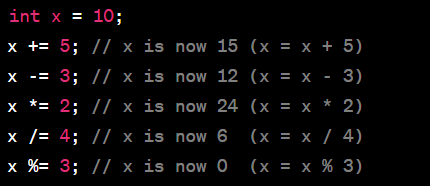 int x = 10;
x += 5; // x is now 15 (x = x + 5)
x -= 3; // x is now 12 (x = x - 3)
x *= 2; // x is now 24 (x = x * 2)
x /= 4; // x is now 6  (x = x / 4)
x %= 3; // x is now 0  (x = x % 3)